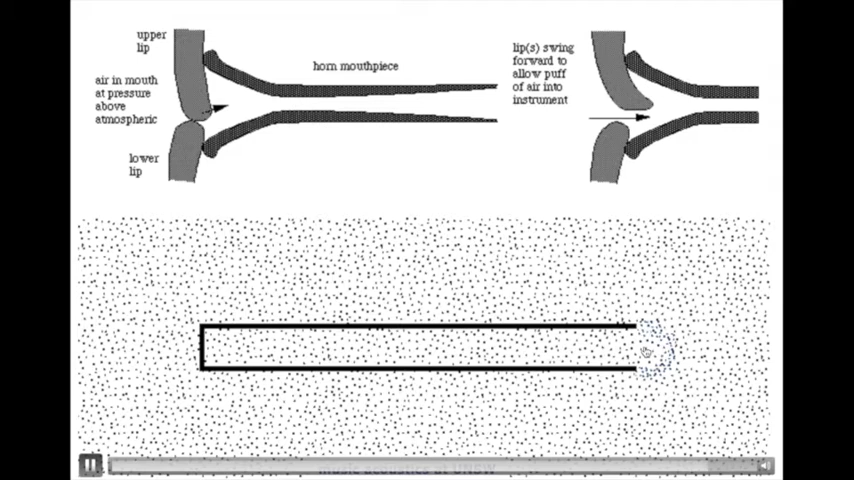 upper
lip
air in mouth
at pressure
above
atmospheric
lower
lip
horn mouthpiece
lip(s) swing
forward to
allow puff
of air into
instrument
music acoustics at UNSW